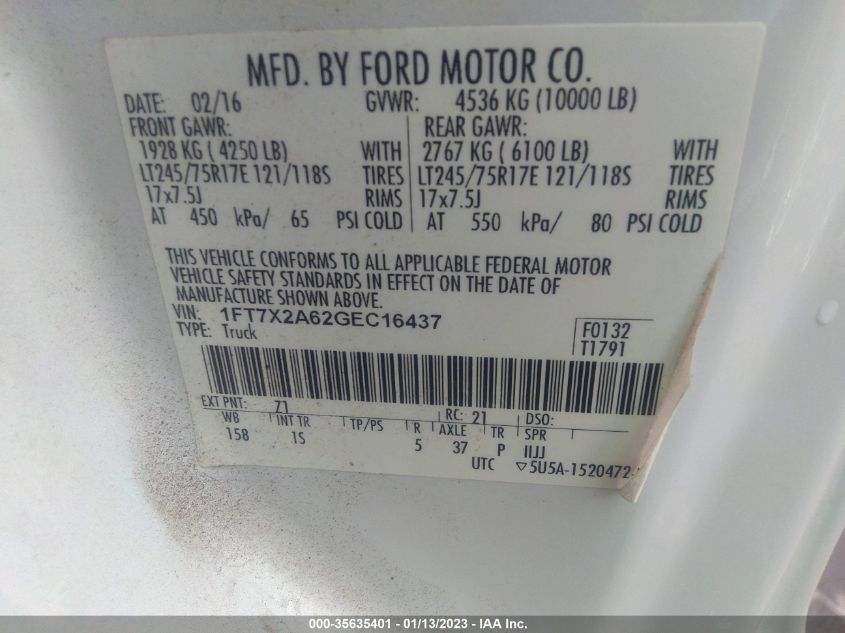 MFD. BY FORD MOTOR CO.
DATE: 02/16 GVWR: 4536 KG (10000 LB)
FRONT GAWR: REAR GAWR:
1928 KG ( 4250 LB) WITH 2767 KG ( 6100 LB) WITH
LT245/75R17E 121/118S TIRES LT245/75R17E 121/118S TIRES
17x7.5J RIMS 17x7.5J RIMS
AT 450 kPa/ 65 PSI COLD AT 550 kPa/ 80 PSI COLD
THIS VEHICLE CONFORMS TO ALL APPLICABLE FEDERAL MOTOR
VEHICLE SAFETY STANDARDS IN EFFECT ON THE DATE OF
MANUFACTURE SHOWN ABOVE.
VIN: 1FT7X2A62GEC16437 F0132
TYPE: Truck T1791
EXT PNT: Z1 RC: 21 DSO:
WB INT TR TP/PS R AXLE TR SPR
158 1S 5 37 P IIJJ
UTC ▽5U5A-1520472-
000-35635401 - 01/13/2023 - IAA Inc.